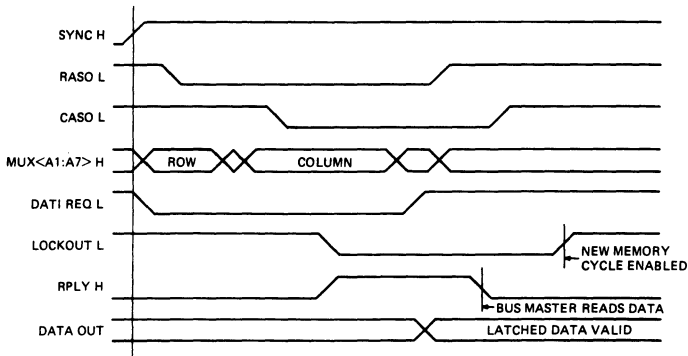 SYNC H
RASO L
CASO L
MUX<A1:A7> H
ROW
COLUMN
DATI REQ L
LOCKOUT L
NEW MEMORY
CYCLE ENABLED
RPLY H
BUS MASTER READS DATA
DATA OUT
LATCHED DATA VALID